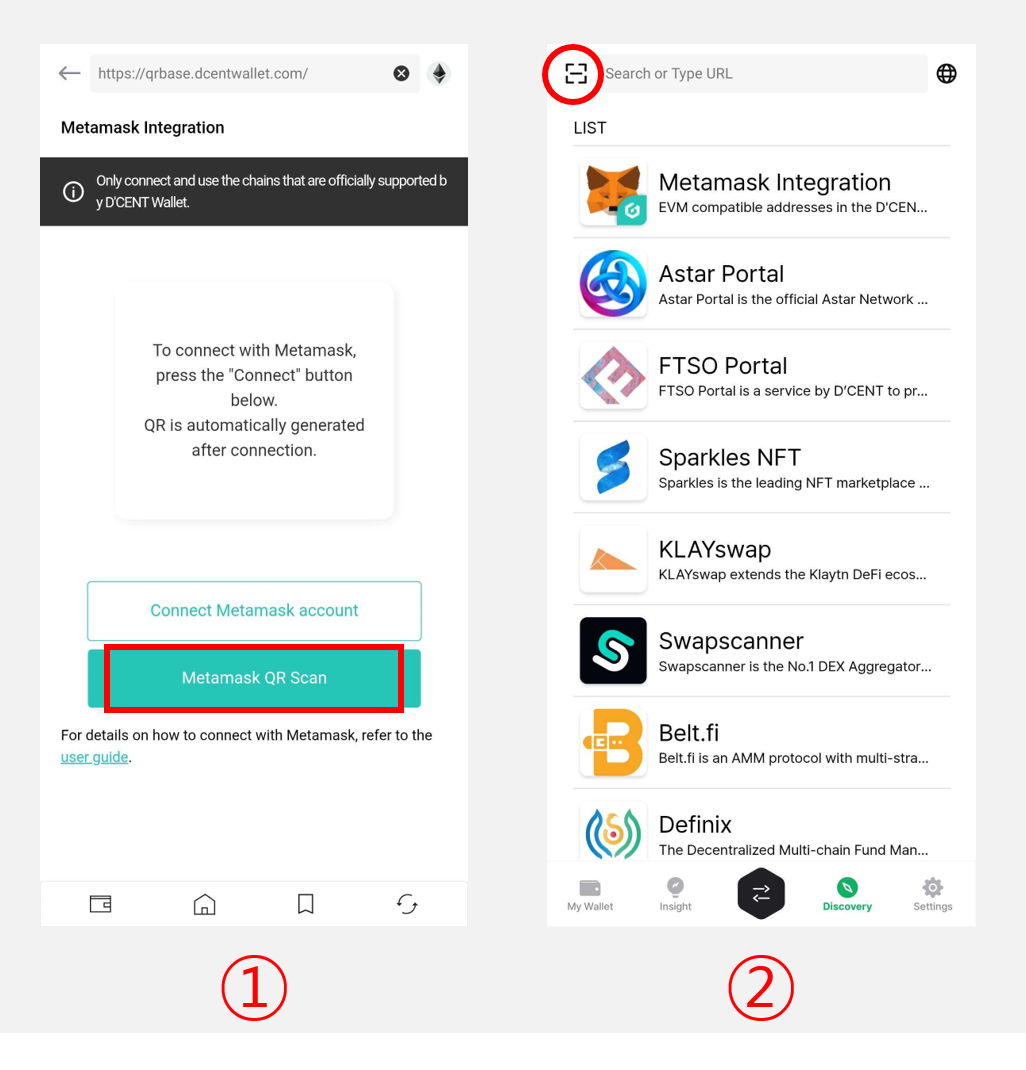 https://qrbase.dcentwallet.com/
Metamask Integration
Only connect and use the chains that are officially supported b
y D'CENT Wallet.
To connect with Metamask,
press the "Connect" button
below.
QR is automatically generated
after connection.
Connect Metamask account
Metamask QR Scan
For details on how to connect with Metamask, refer to the
user guide.
①
Search or Type URL
LIST
Metamask Integration
EVM compatible addresses in the D'CEN...
Astar Portal
Astar Portal is the official Astar Network ...
FTSO Portal
FTSO Portal is a service by D'CENT to pr...
Sparkles NFT
Sparkles is the leading NFT marketplace ...
KLAYswap
KLAYswap extends the Klaytn DeFi ecos...
Swapscanner
Swapscanner is the No.1 DEX Aggregator...
Belt.fi
Belt.fi is an AMM protocol with multi-stra...
Definix
The Decentralized Multi-chain Fund Man...
My Wallet
Insight
Discovery
Settings
②